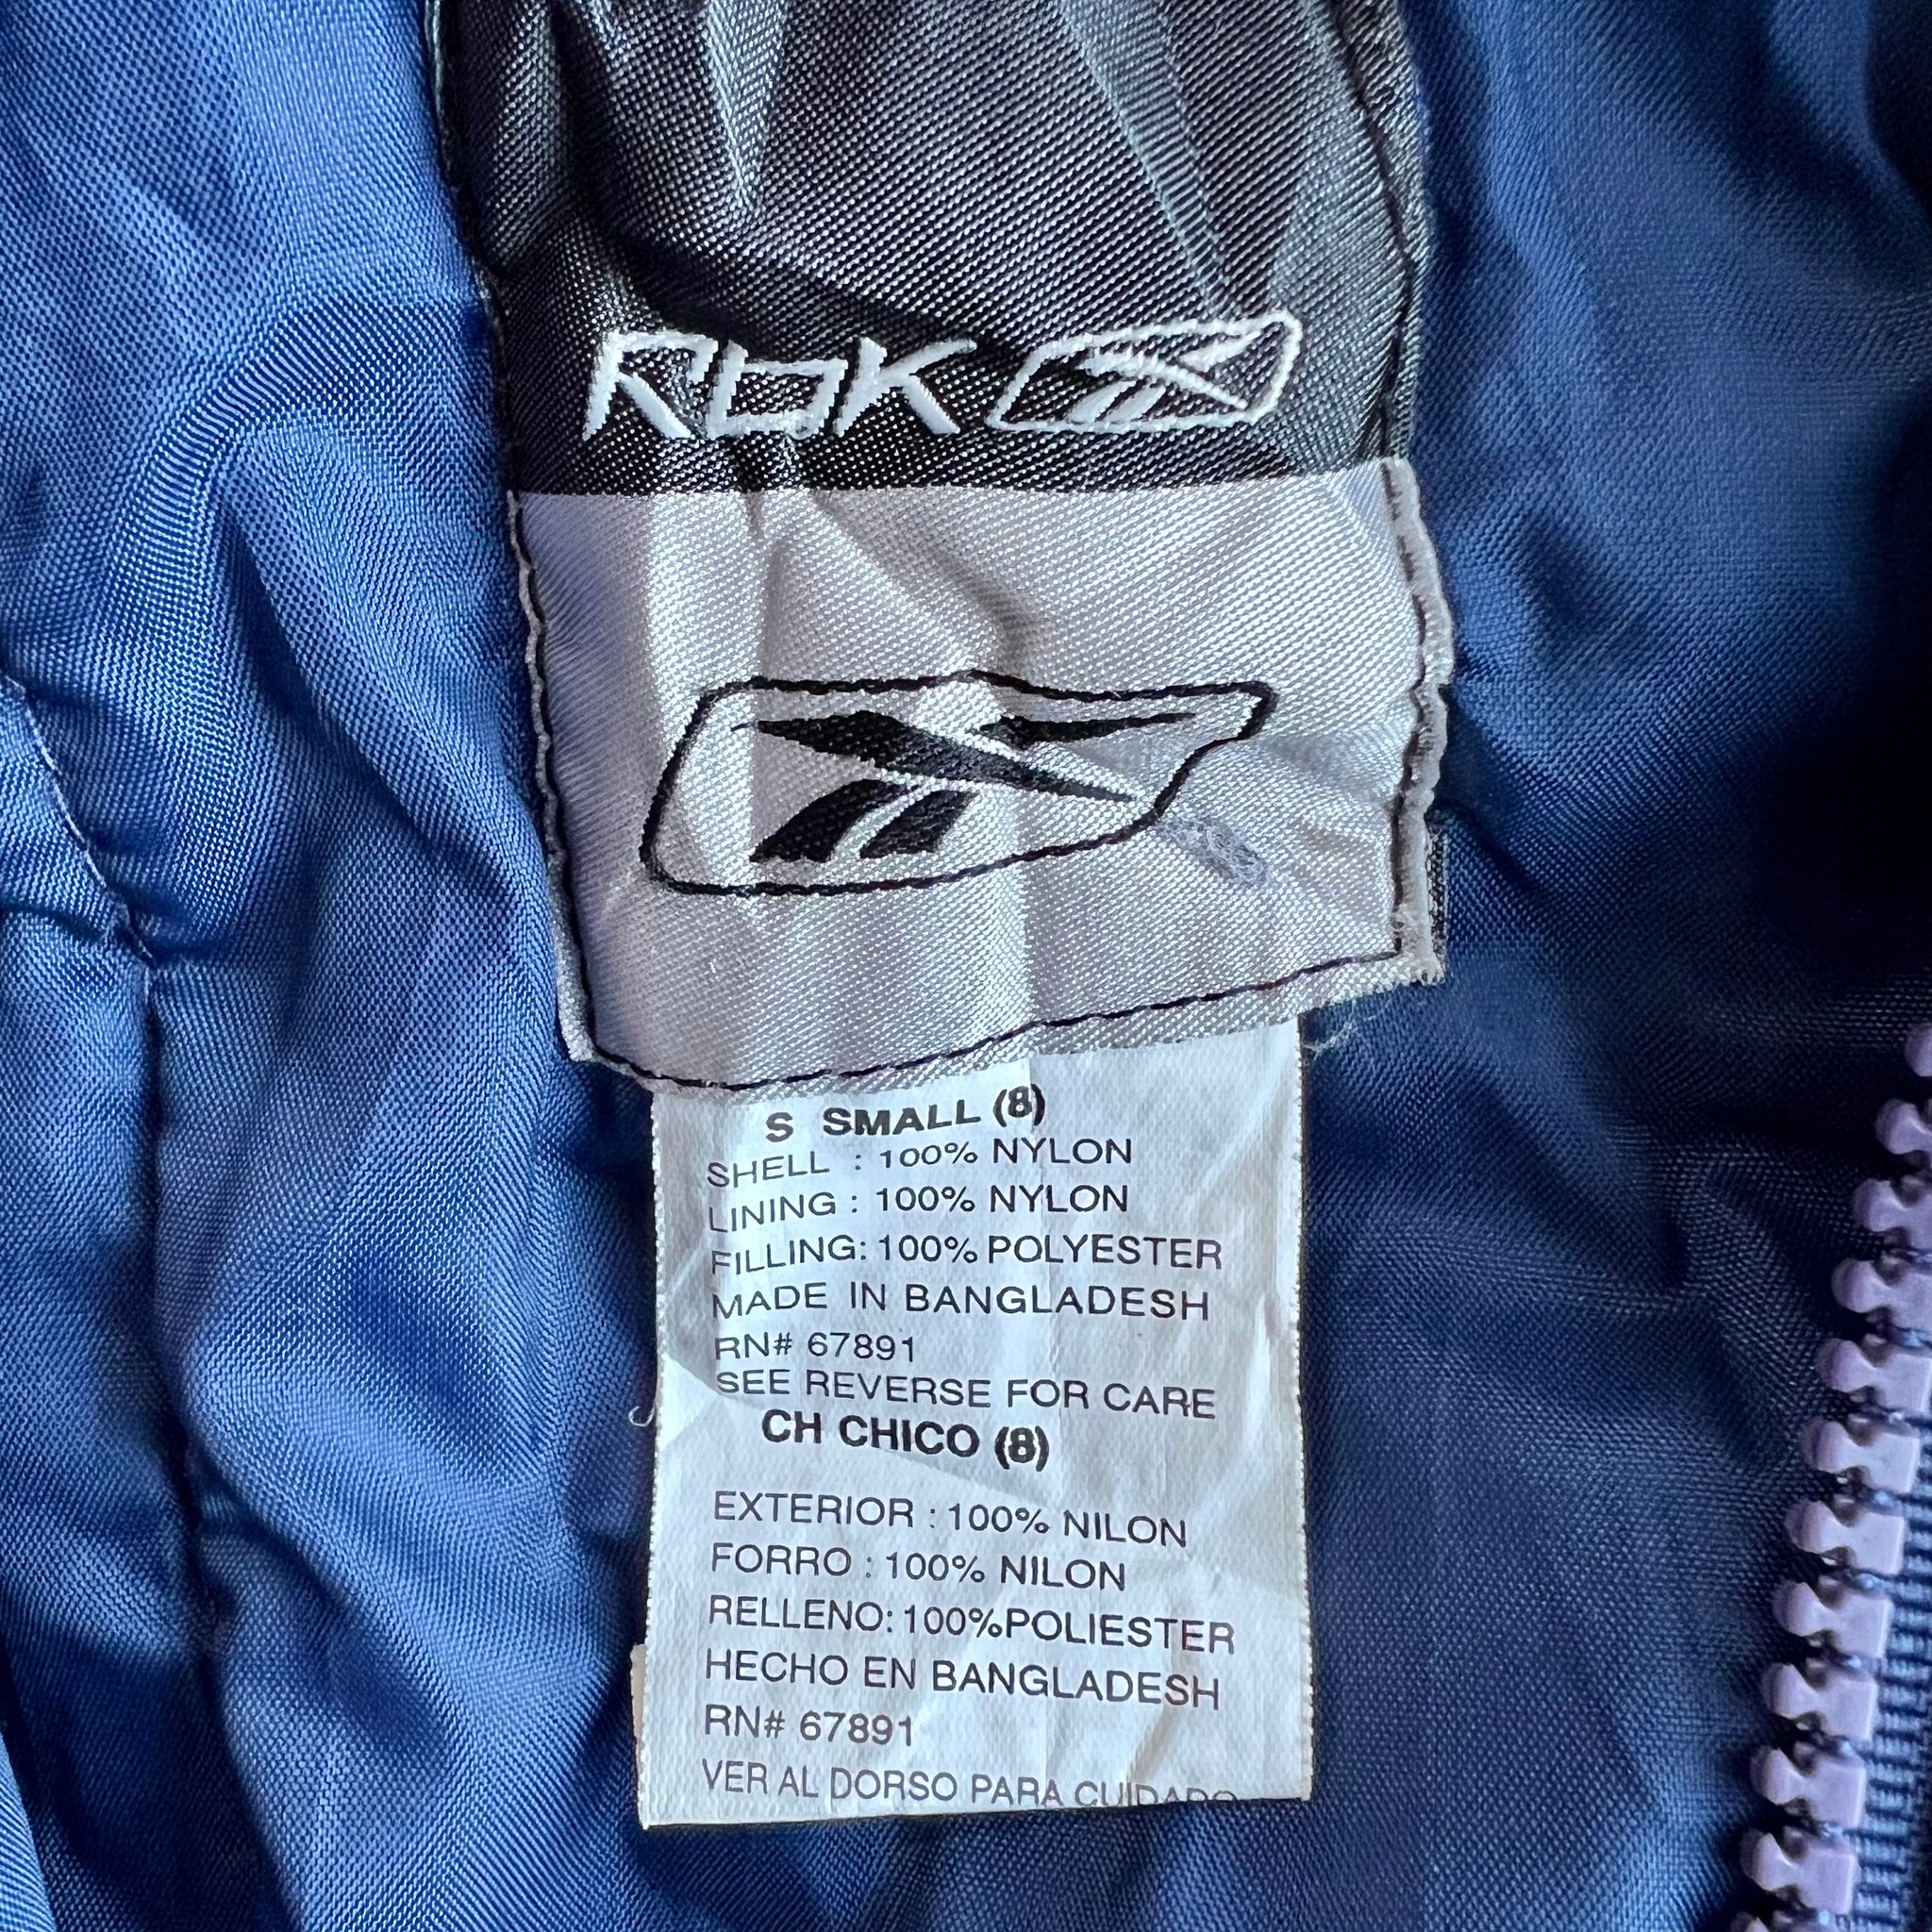 RBK
S SMALL (8)
SHELL : 100% NYLON
LINING : 100% NYLON
FILLING: 100% POLYESTER
MADE IN BANGLADESH
RN# 67891
SEE REVERSE FOR CARE
CH CHICO (8)
EXTERIOR : 100% NILON
FORRO : 100% NILON
RELLENO: 100%POLIESTER
HECHO EN BANGLADESH
RN# 67891
VER AL DORSO PARA CUIDADO